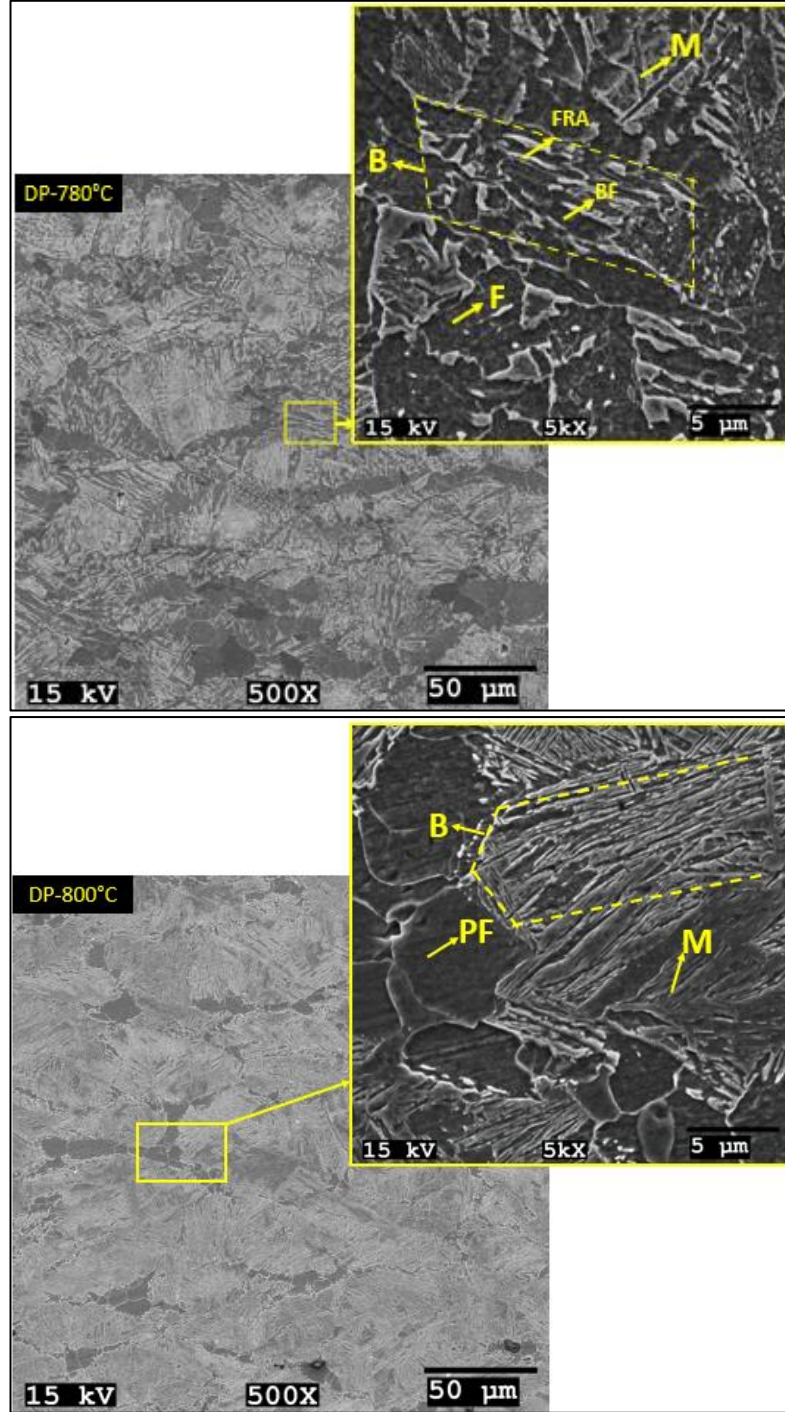 M
FRA
B
BF
DP-780°C
F
15 kV 5kX 5 µm
15 kV 500X 50 µm
B
DP-800°C
PF
M
15 kV 5kX 5 µm
15 kV 500X 50 µm